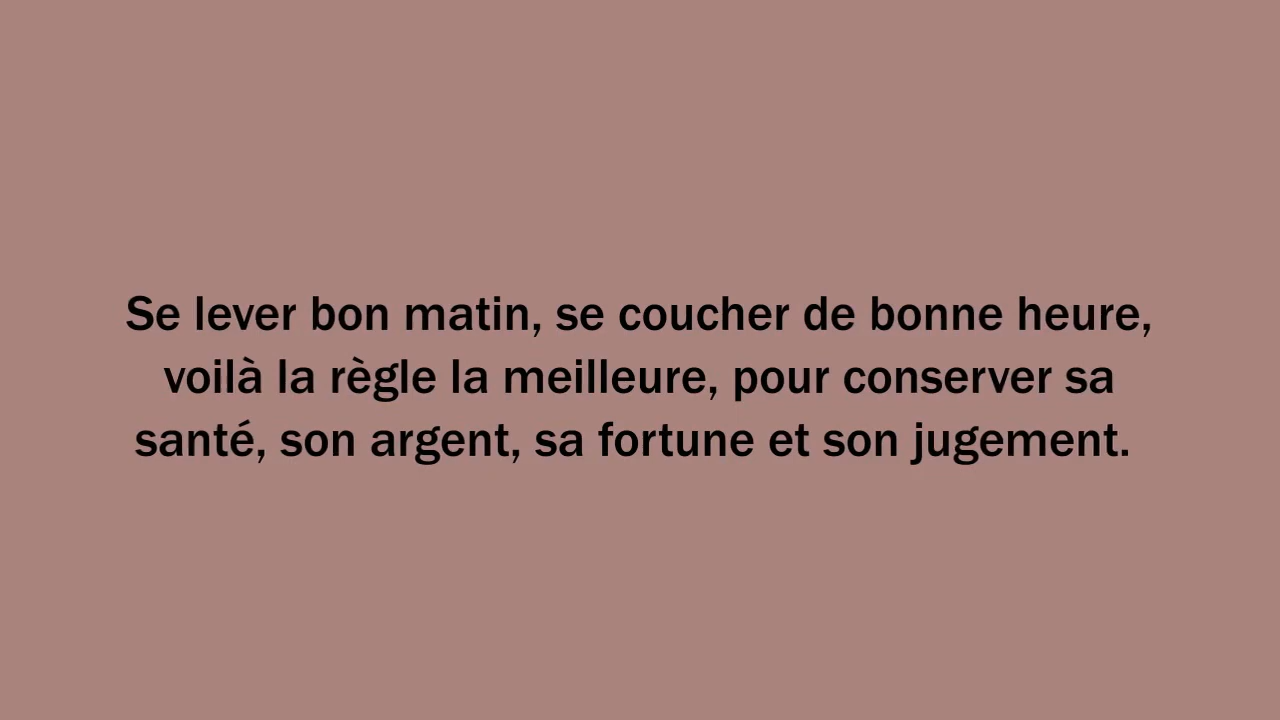 Se lever bon matin, se coucher de bonne heure,
voilà la règle la meilleure, pour conserver sa
santé, son argent, sa fortune et son jugement.